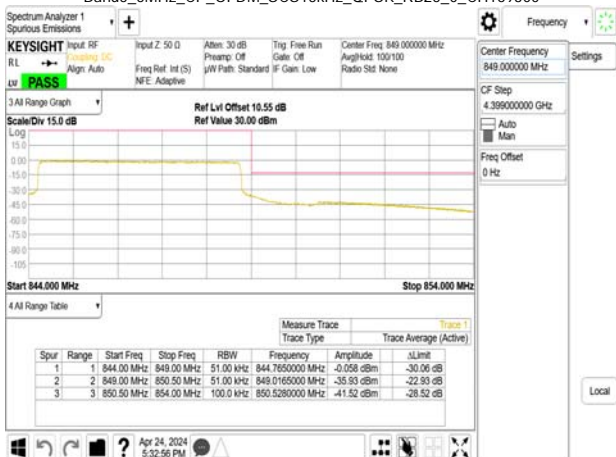 Spectrum Analyzer 1
Spurious Emissions
Frequency
KEYSIGHT
RL
PASS
Input: RF
Coupling: DC
Align: Auto
Input Z: 50 Ω
Freq Ref: Int (S)
NFE: Adaptive
Atten: 30 dB
Preamp: Off
µW Path: Standard
Trig: Free Run
Gate: Off
IF Gain: Low
Center Freq: 849.000000 MHz
Avg|Hold: 100/100
Radio Std: None
Center Frequency
849.000000 MHz
Settings
CF Step
4.399000000 GHz
Auto
Man
Freq Offset
0 Hz
Local
3 All Range Graph
Scale/Div 15.0 dB
Ref Lvl Offset 10.55 dB
Ref Value 30.00 dBm
Log
15.0
0.00
-15.0
-30.0
-45.0
-60.0
-75.0
-90.0
-105
Start 844.000 MHz
Stop 854.000 MHz
4 All Range Table
Measure Trace Trace 1
Trace Type Trace Average (Active)
Spur Range Start Freq Stop Freq RBW Frequency Amplitude ΔLimit
1 1 844.00 MHz 849.00 MHz 51.00 kHz 844.7650000 MHz -0.058 dBm -30.06 dB
2 2 849.00 MHz 850.50 MHz 51.00 kHz 849.0165000 MHz -35.93 dBm -22.93 dB
3 3 850.50 MHz 854.00 MHz 100.0 kHz 850.5280000 MHz -41.52 dBm -28.52 dB
Apr 24, 2024
5:32:56 PM